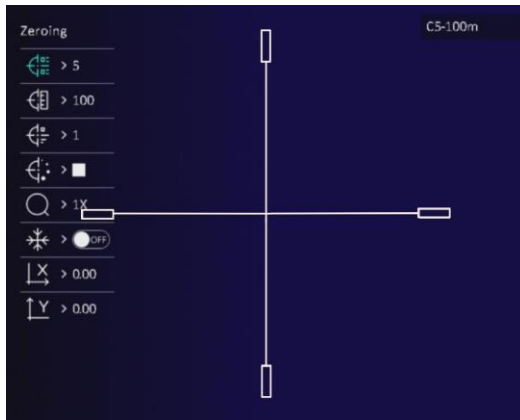 Zeroing
C5-100m
> 5
> 100
> 1
>
> 1X
> OFF
X > 0.00
Y > 0.00